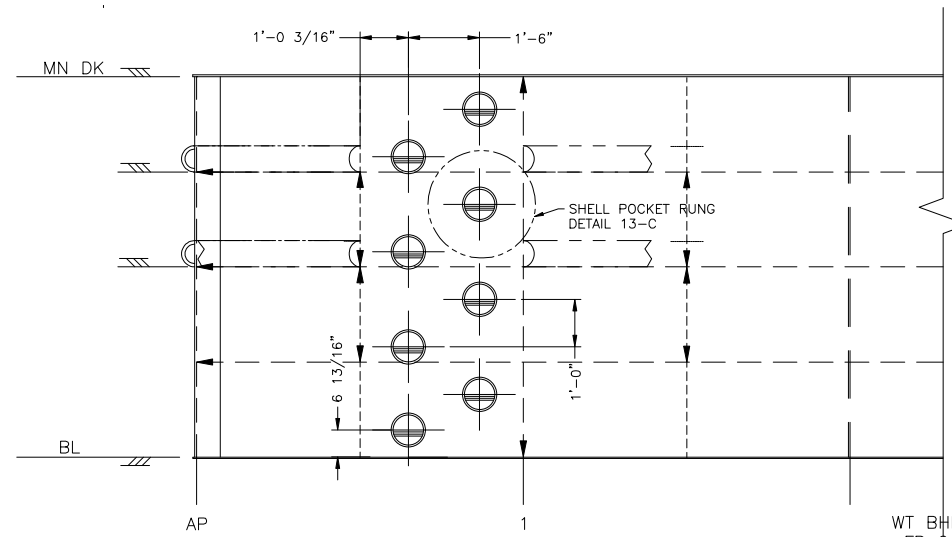 1'-0 3/16"
1'-6"
MN DK
SHELL POCKET RUNG
DETAIL 13-C
6 13/16"
1'-0"
BL
AP
1
WT BH